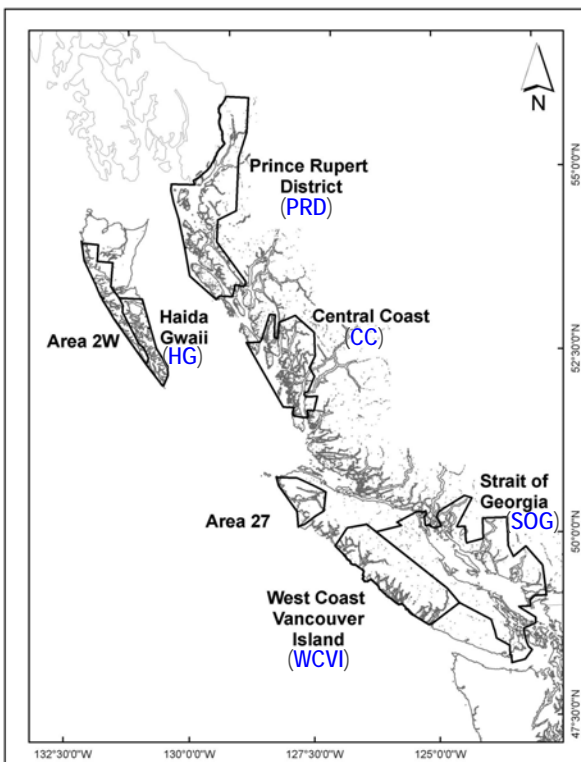 N
Prince Rupert
District
(PRD)
Haida
Gwaii
(HG)
Area 2W
Central Coast
(CC)
Strait of
Georgia
(SOG)
Area 27
West Coast
Vancouver
Island
(WCVI)
55°0'0"N
52°30'0"N
50°0'0"N
47°30'0"N
132°30'0"W
130°0'0"W
127°30'0"W
125°0'0"W